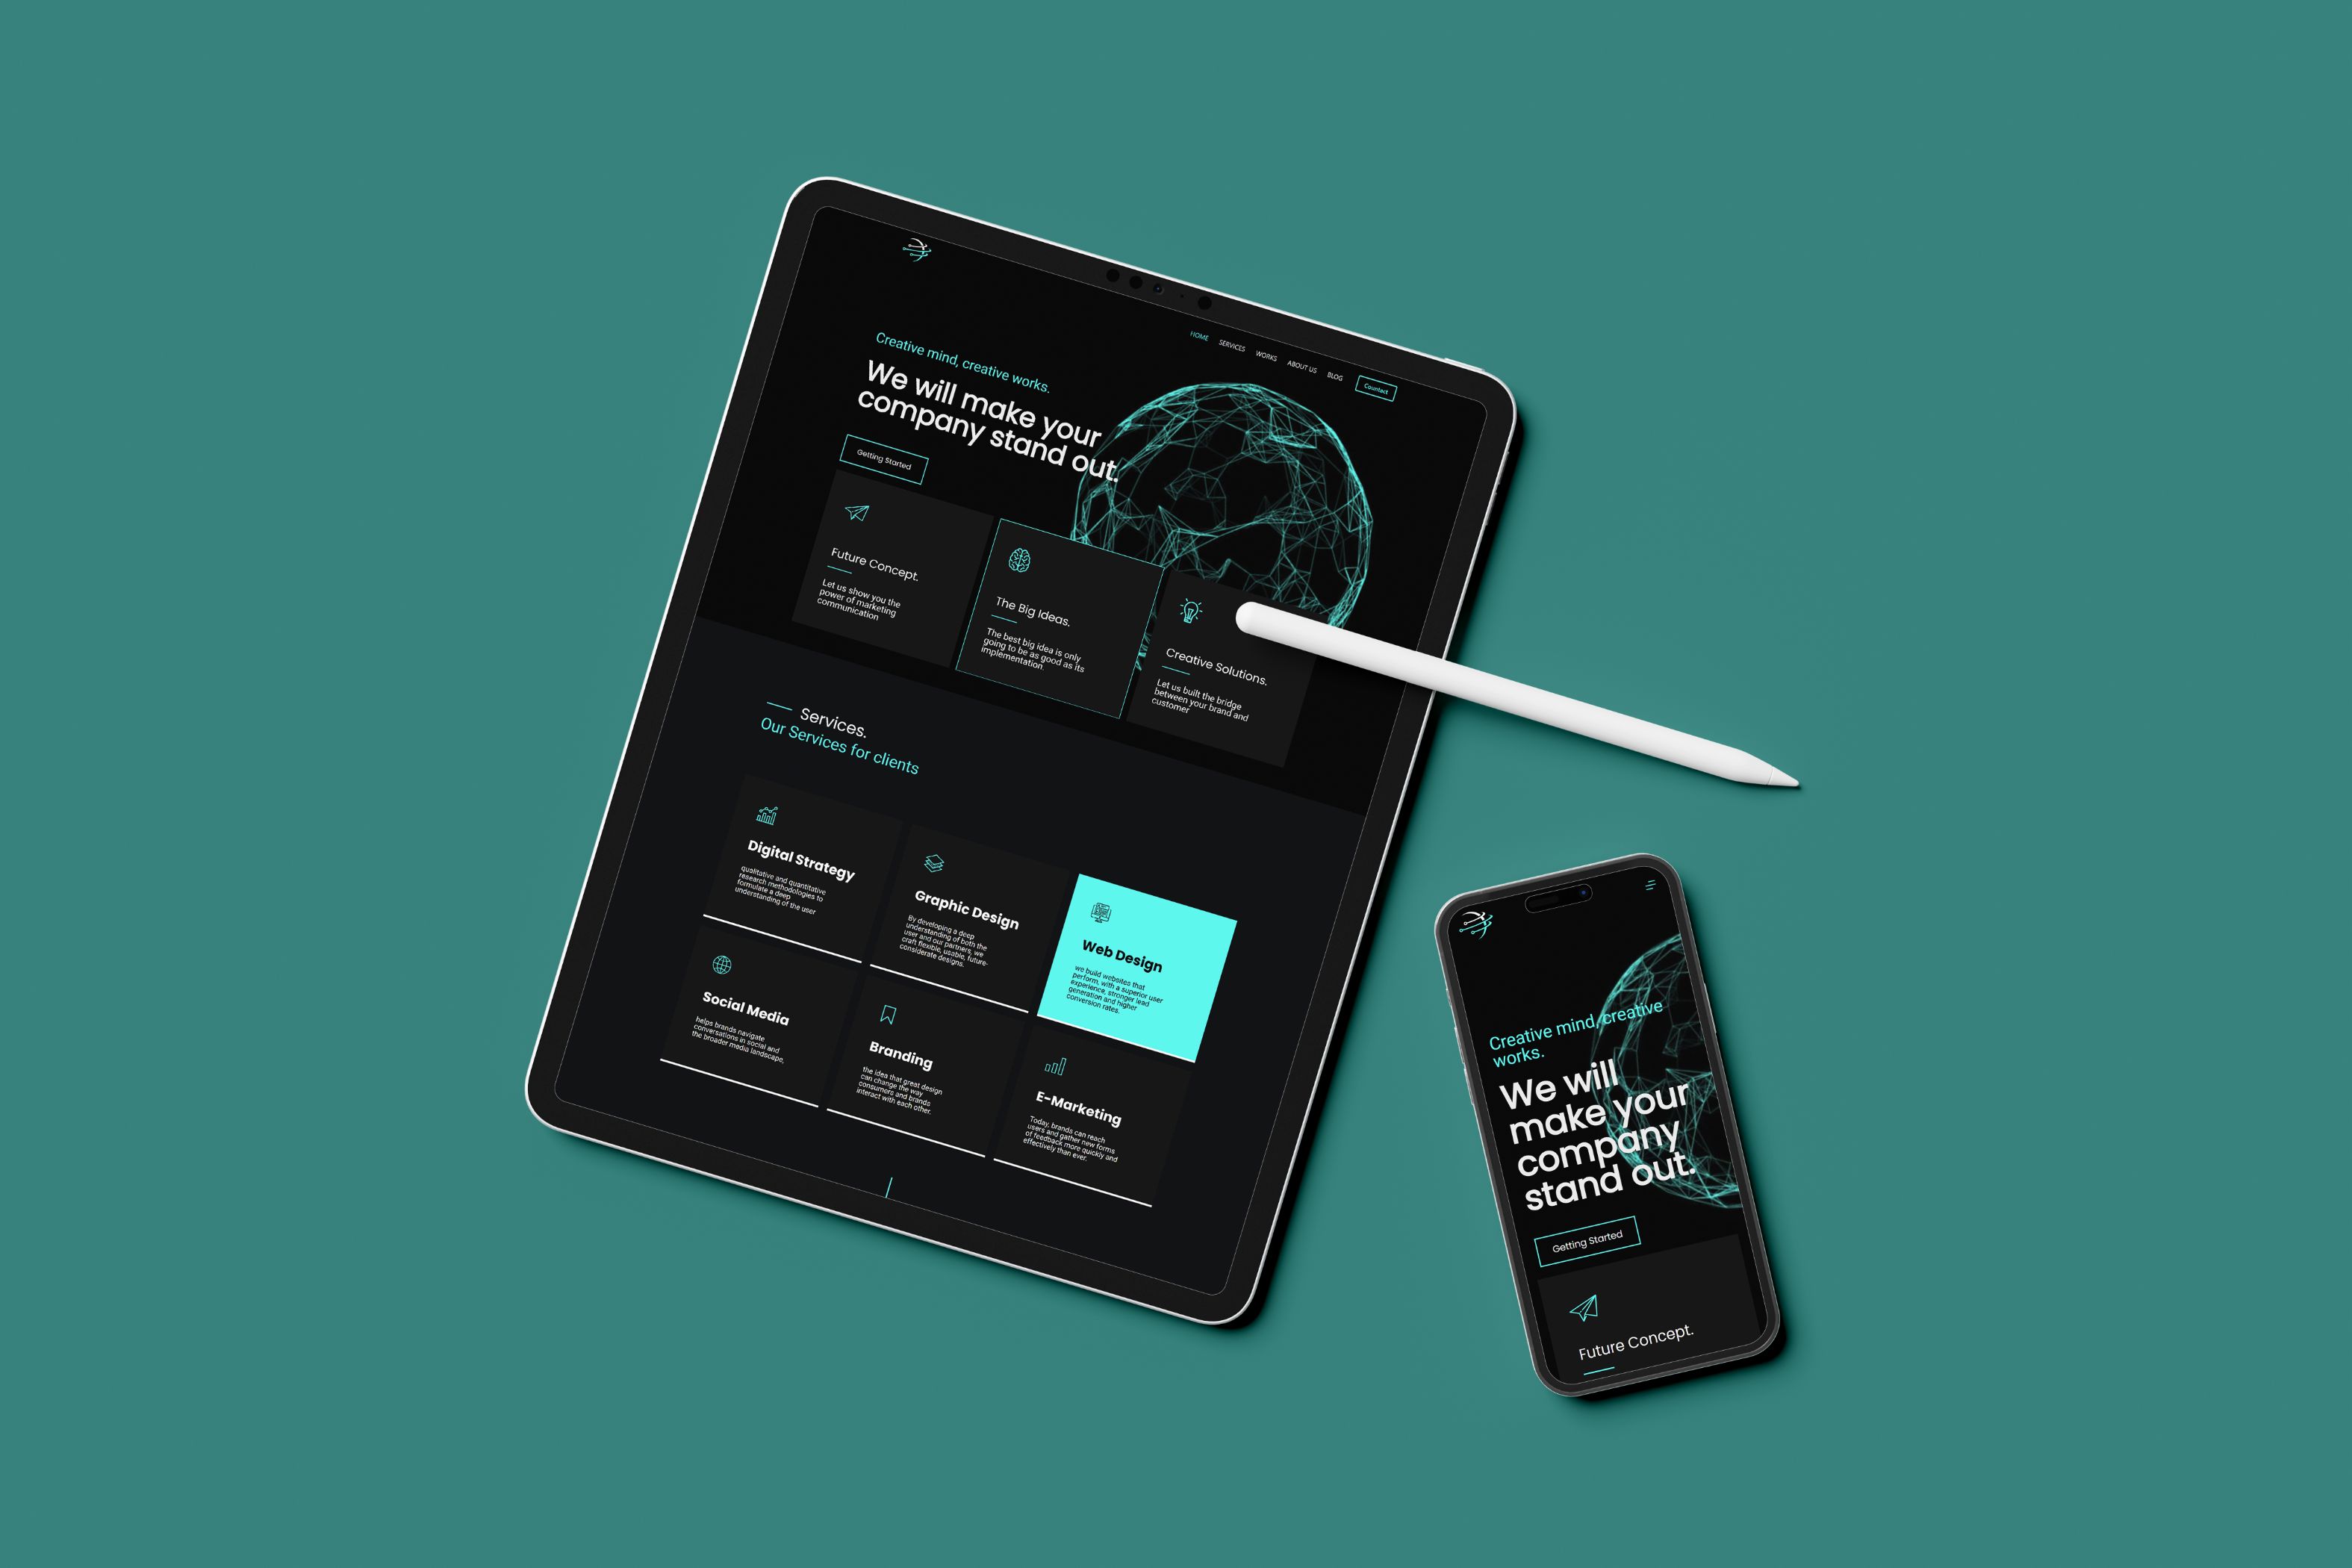 HOME SERVICES WORKS ABOUT US BLOG Countact
Creative mind, creative works.
We will make your
company stand out.
Getting Started
Future Concept.
Let us show you the
power of marketing
communication
The Big Ideas.
The best big idea is only
going to be as good as its
implementation.
Creative Solutions.
Let us built the bridge
between your brand and
customer
Services.
Our Services for clients
Digital Strategy
qualitative and quantitative
research methodologies to
formulate a deep
understanding of the user
Graphic Design
By developing a deep
understanding of both the
user and our partners, we
craft flexible, usable, future-
considerate designs.
Web Design
we build websites that
perform, with a superior user
experience, stronger lead
generation and higher
conversion rates.
Social Media
helps brands navigate
conversations in social and
the broader media landscape,
Branding
the idea that great design
can change the way
consumers and brands
interact with each other.
E-Marketing
Today, brands can reach
users and gather new forms
of feedback more quickly and
effectively than ever.
Creative mind, creative
works.
We will
make your
company
stand out.
Getting Started
Future Concept.